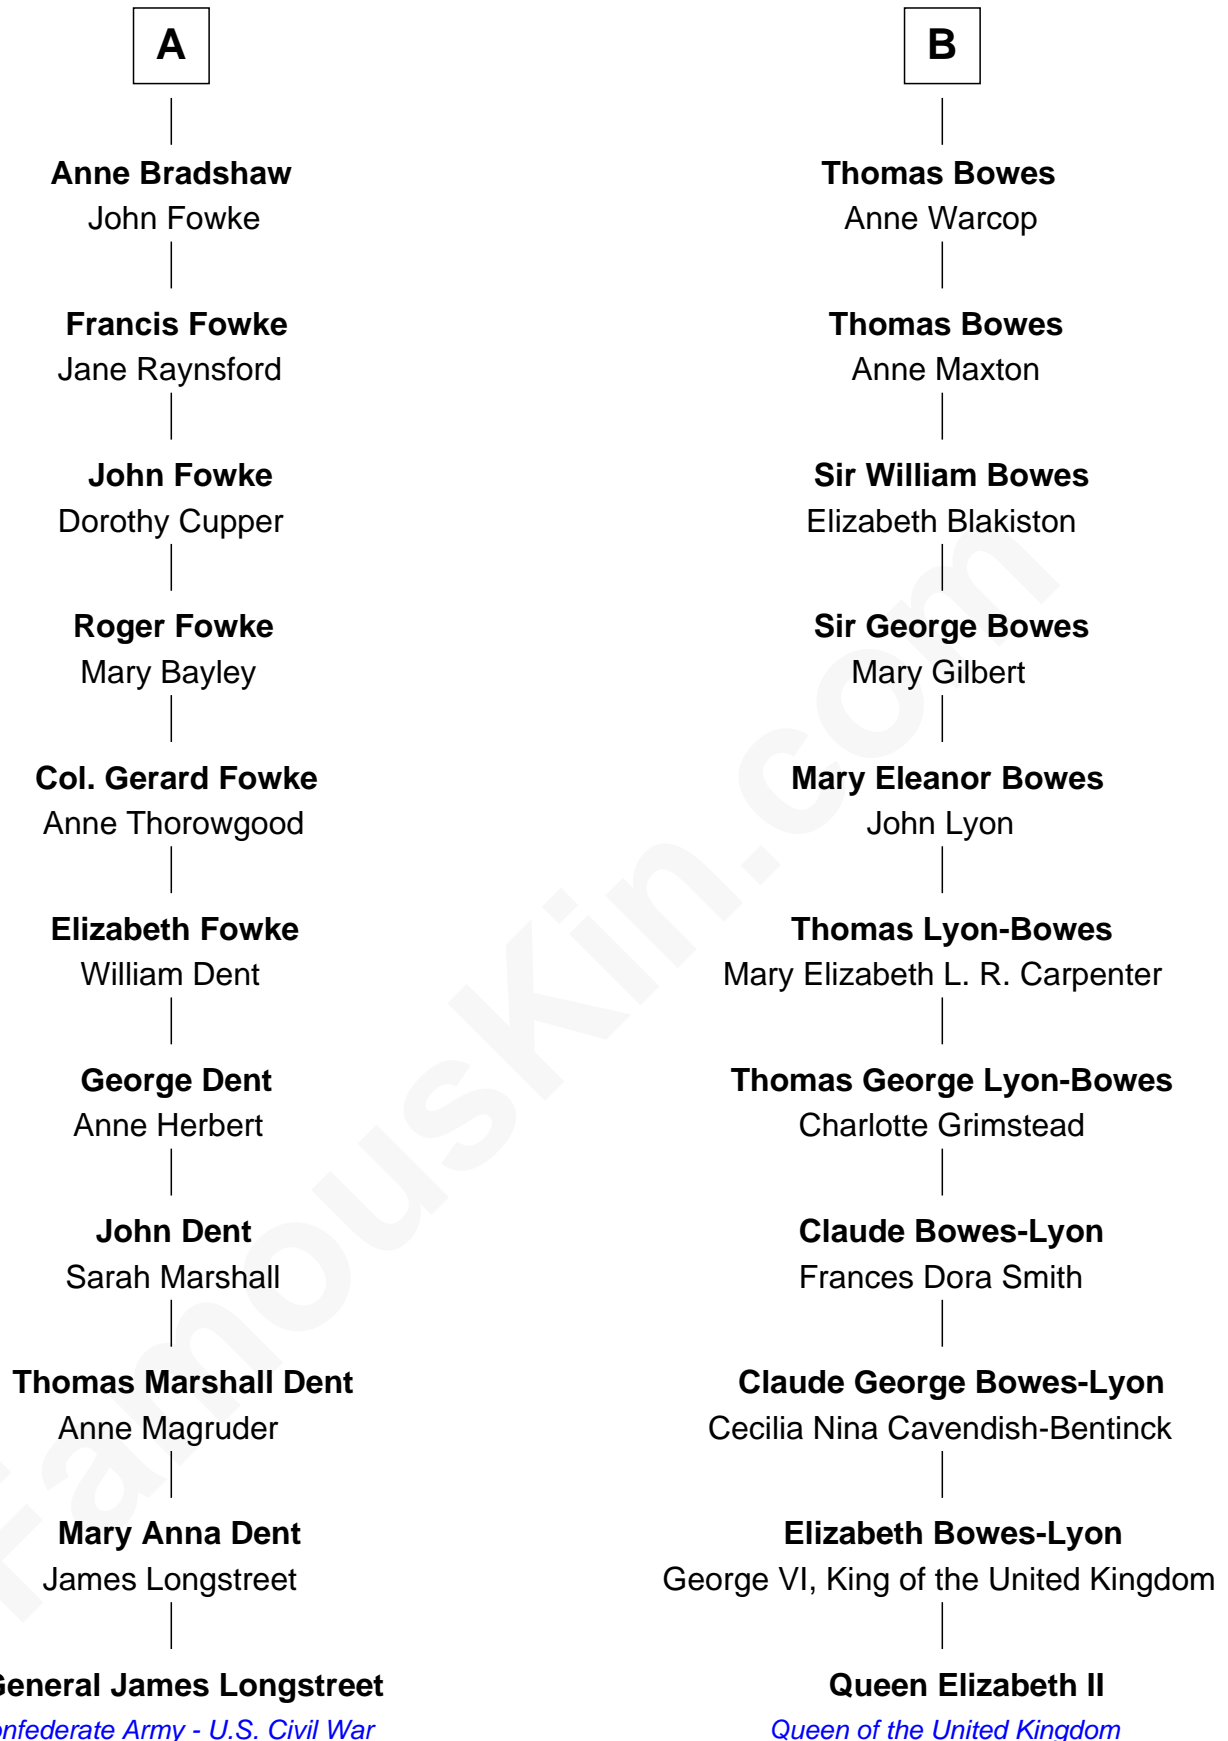 A
Anne Bradshaw
John Fowke
Francis Fowke
Jane Raynsford
John Fowke
Dorothy Cupper
Roger Fowke
Mary Bayley
Col. Gerard Fowke
Anne Thorowgood
Elizabeth Fowke
William Dent
George Dent
Anne Herbert
John Dent
Sarah Marshall
Thomas Marshall Dent
Anne Magruder
Mary Anna Dent
James Longstreet
General James Longstreet
onfederate Army - U.S. Civil War
B
Thomas Bowes
Anne Warcop
Thomas Bowes
Anne Maxton
Sir William Bowes
Elizabeth Blakiston
Sir George Bowes
Mary Gilbert
Mary Eleanor Bowes
John Lyon
Thomas Lyon-Bowes
Mary Elizabeth L. R. Carpenter
Thomas George Lyon-Bowes
Charlotte Grimstead
Claude Bowes-Lyon
Frances Dora Smith
Claude George Bowes-Lyon
Cecilia Nina Cavendish-Bentinck
Elizabeth Bowes-Lyon
George VI, King of the United Kingdom
Queen Elizabeth II
Queen of the United Kingdom
FamousKin.com